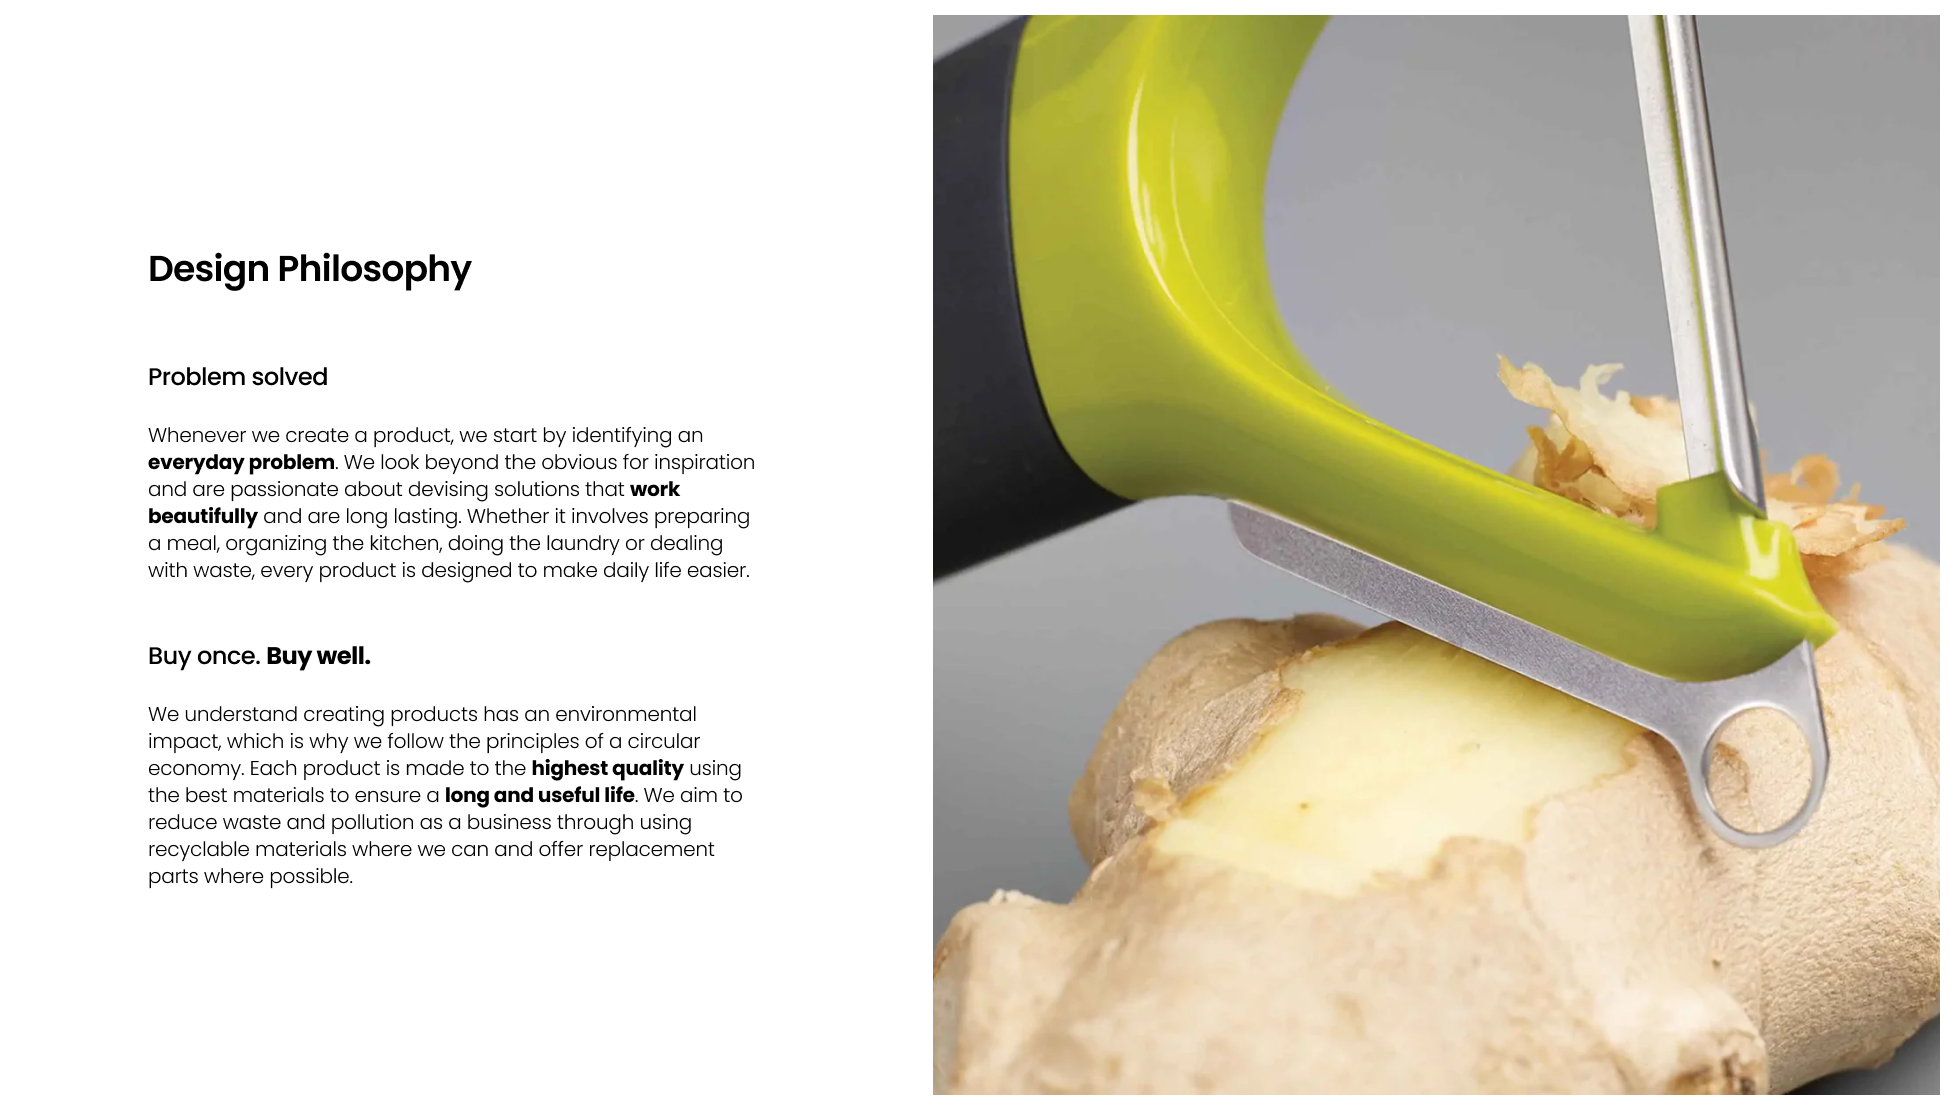 Design Philosophy
Problem solved
Whenever we create a product, we start by identifying an
everyday problem. We look beyond the obvious for inspiration
and are passionate about devising solutions that work
beautifully and are long lasting. Whether it involves preparing
a meal, organizing the kitchen, doing the laundry or dealing
with waste, every product is designed to make daily life easier.
Buy once. Buy well.
We understand creating products has an environmental
impact, which is why we follow the principles of a circular
economy. Each product is made to the highest quality using
the best materials to ensure a long and useful life. We aim to
reduce waste and pollution as a business through using
recyclable materials where we can and offer replacement
parts where possible.